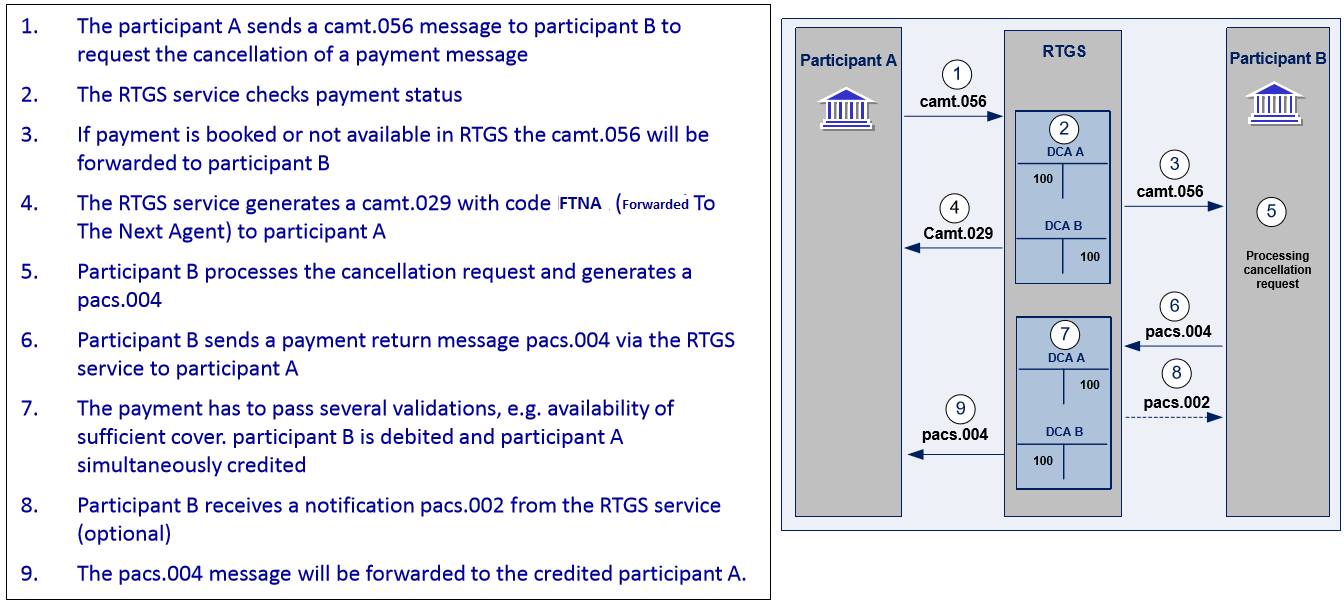 1. The participant A sends a camt.056 message to participant B to
request the cancellation of a payment message
2. The RTGS service checks payment status
3. If payment is booked or not available in RTGS the camt.056 will be
forwarded to participant B
4. The RTGS service generates a camt.029 with code FTNA (Forwarded To
The Next Agent) to participant A
5. Participant B processes the cancellation request and generates a
pacs.004
6. Participant B sends a payment return message pacs.004 via the RTGS
service to participant A
7. The payment has to pass several validations, e.g. availability of
sufficient cover. participant B is debited and participant A
simultaneously credited
8. Participant B receives a notification pacs.002 from the RTGS service
(optional)
9. The pacs.004 message will be forwarded to the credited participant A.
Participant A
RTGS
Participant B
1
camt.056
2
DCA A
100
3
camt.056
4
Camt.029
DCA B
100
5
Processing
cancellation
request
6
pacs.004
7
DCA A
100
8
pacs.002
9
pacs.004
DCA B
100